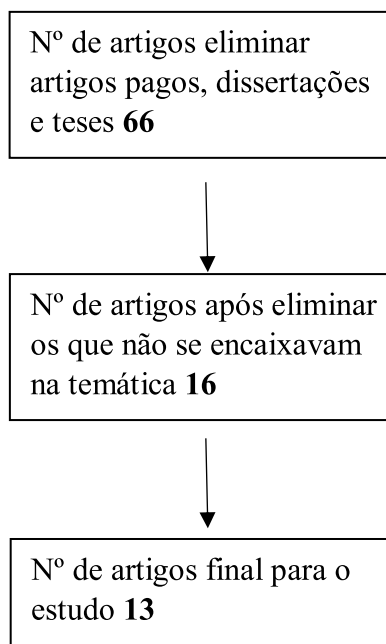 Nº de artigos eliminar
artigos pagos, dissertações
e teses 66
Nº de artigos após eliminar
os que não se encaixavam
na temática 16
Nº de artigos final para o
estudo 13